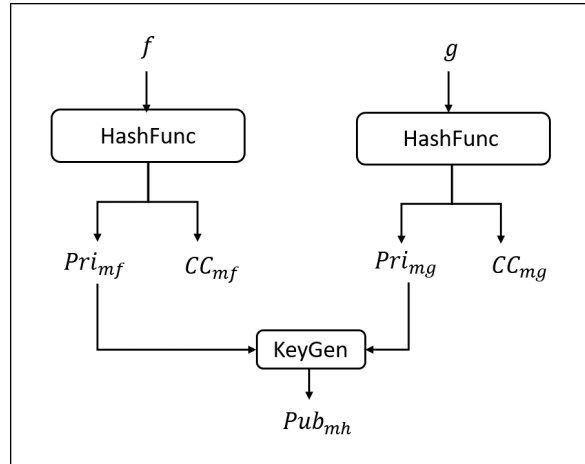 f g
HashFunc HashFunc
Pri_mf CC_mf Pri_mg CC_mg
KeyGen
Pub_mh